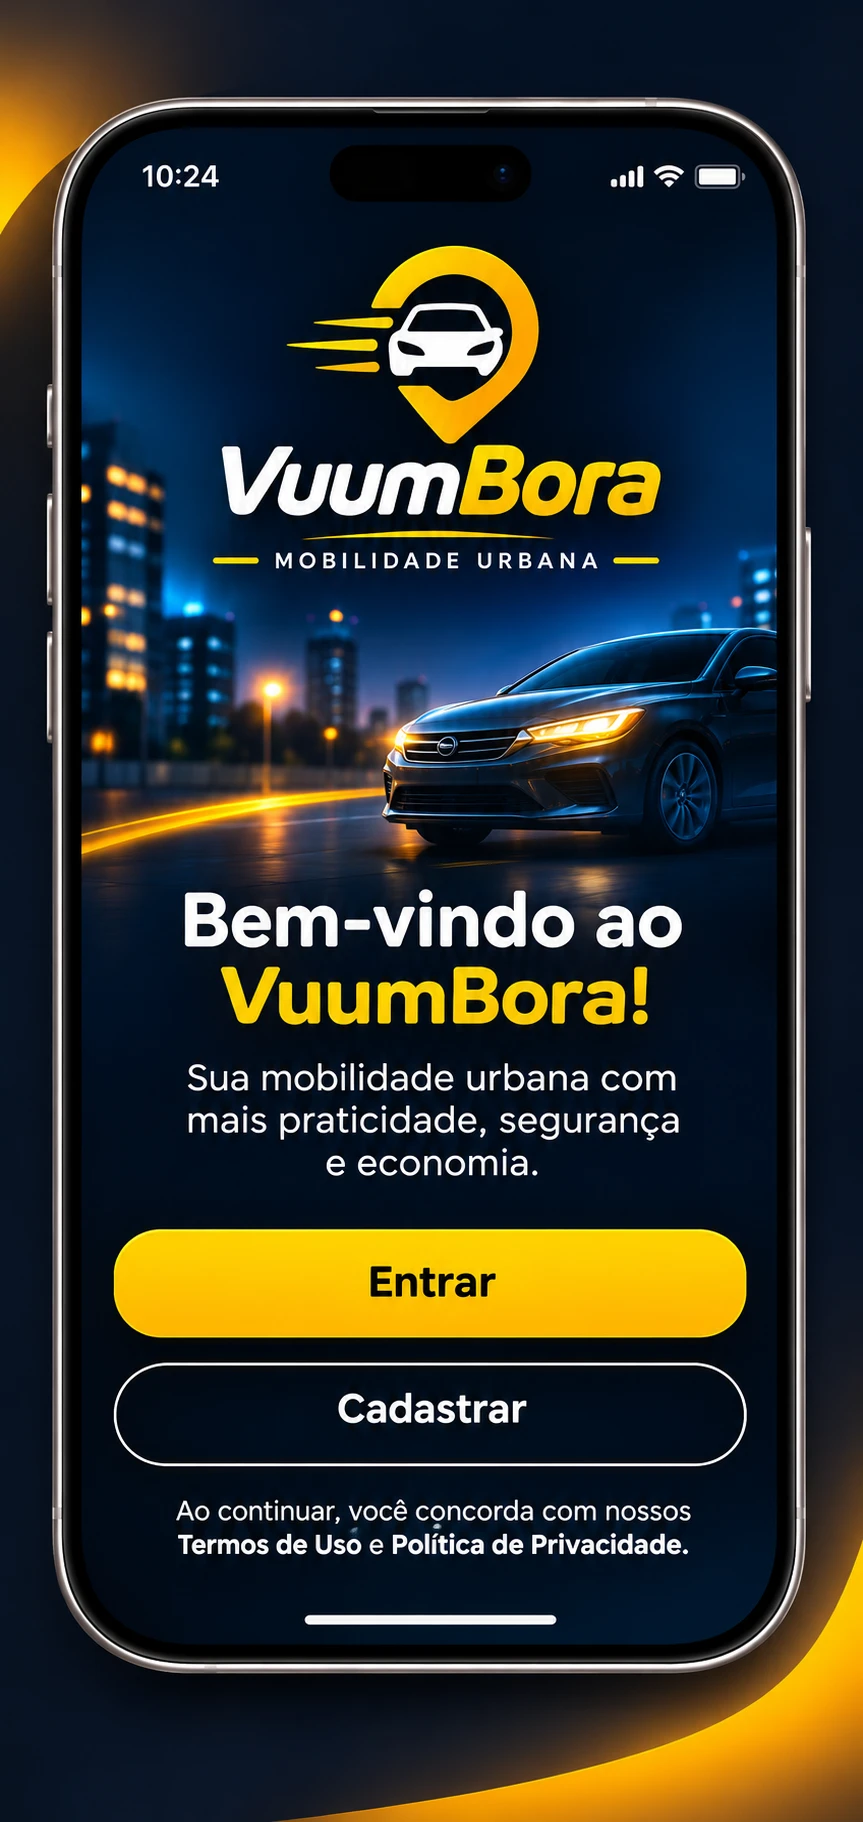 10:24
VuumBora
MOBILIDADE URBANA
Bem-vindo ao
VuumBora!
Sua mobilidade urbana com
mais praticidade, segurança
e economia.
Entrar
Cadastrar
Ao continuar, você concorda com nossos
Termos de Uso e Política de Privacidade.